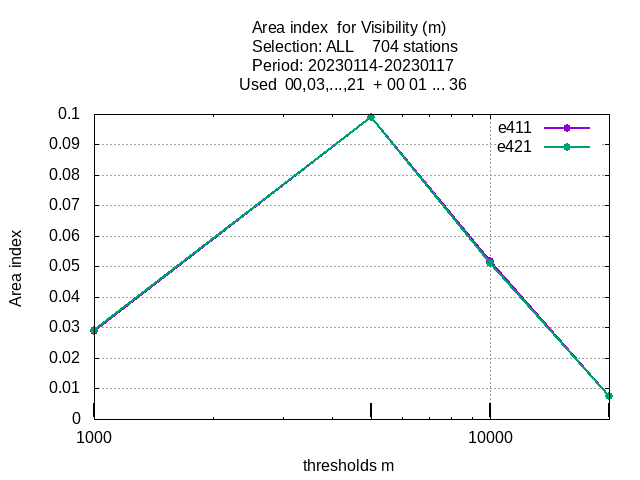 Area index  for Visibility (m)
Selection: ALL    704 stations
Period: 20230114-20230117
Used  00,03,...,21  + 00 01 ... 36
0.1
0.09
0.08
0.07
0.06
0.05
0.04
0.03
0.02
0.01
0
Area index
e411
e421
1000
10000
thresholds m